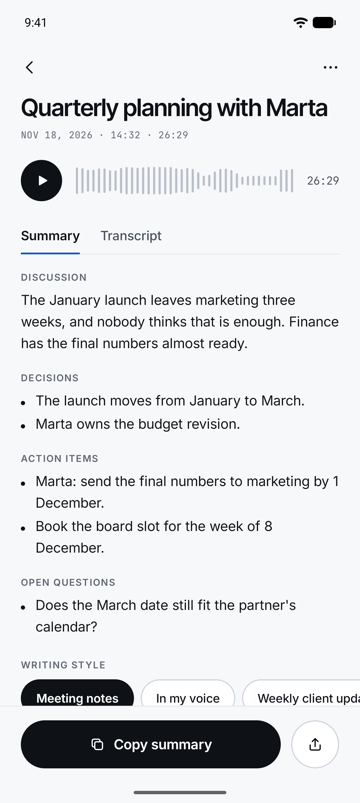 9:41
Quarterly planning with Marta
NOV 18, 2026 · 14:32 · 26:29
26:29
Summary Transcript
DISCUSSION
The January launch leaves marketing three
weeks, and nobody thinks that is enough. Finance
has the final numbers almost ready.
DECISIONS
• The launch moves from January to March.
• Marta owns the budget revision.
ACTION ITEMS
• Marta: send the final numbers to marketing by 1
December.
• Book the board slot for the week of 8
December.
OPEN QUESTIONS
• Does the March date still fit the partner's
calendar?
WRITING STYLE
Meeting notes In my voice Weekly client upda
Copy summary